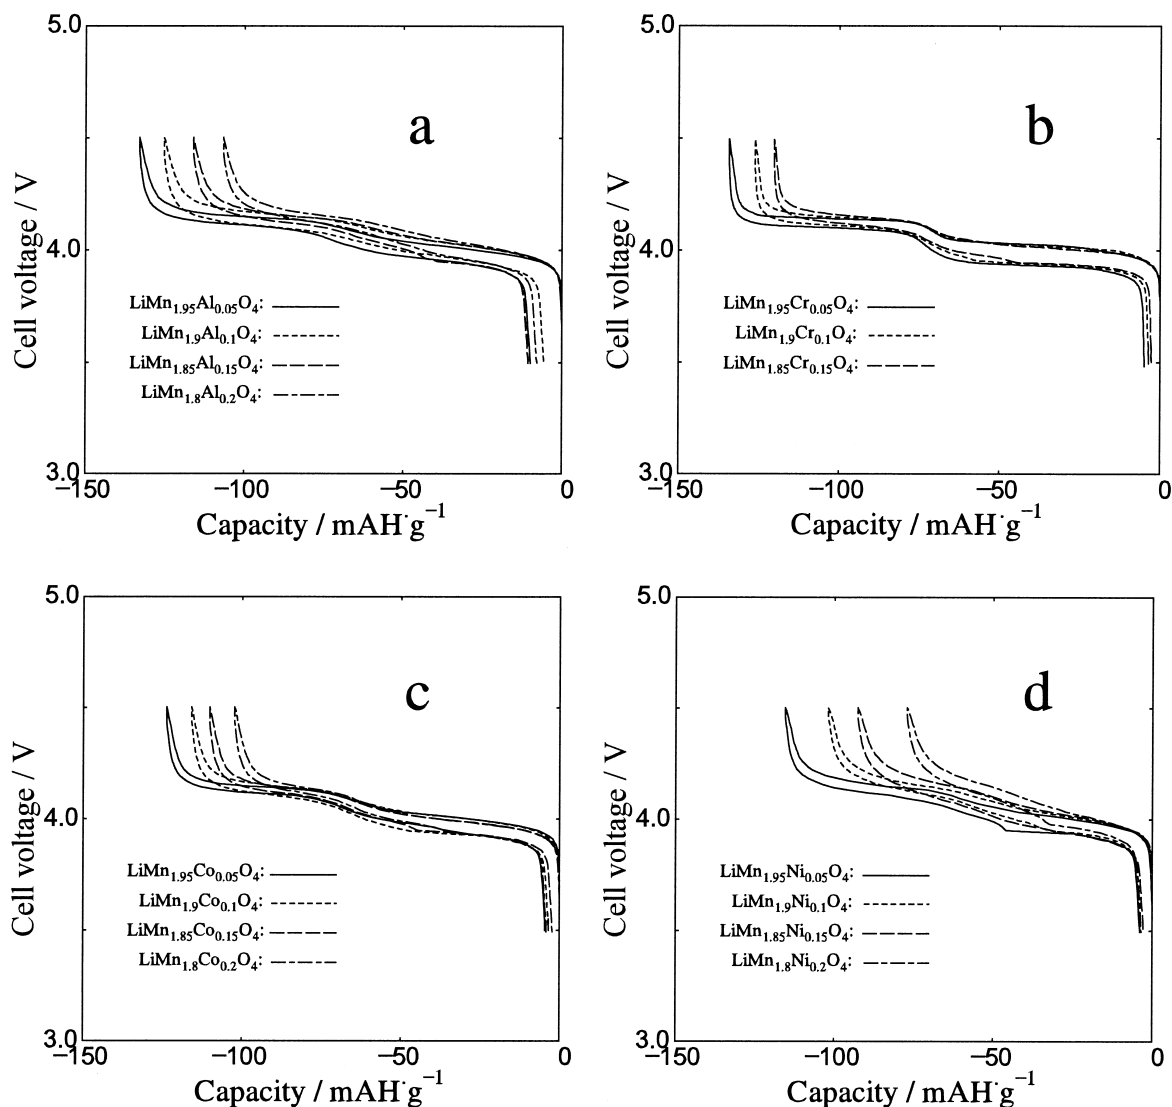 5.0
a
Cell voltage / V
4.0
LiMn1.95Al0.05O4:
LiMn1.9Al0.1O4:
LiMn1.85Al0.15O4:
LiMn1.8Al0.2O4:
3.0
−150 −100 −50 0
Capacity / mAH·g−1
5.0
b
Cell voltage / V
4.0
LiMn1.95Cr0.05O4:
LiMn1.9Cr0.1O4:
LiMn1.85Cr0.15O4:
3.0
−150 −100 −50 0
Capacity / mAH·g−1
5.0
c
Cell voltage / V
4.0
LiMn1.95Co0.05O4:
LiMn1.9Co0.1O4:
LiMn1.85Co0.15O4:
LiMn1.8Co0.2O4:
3.0
−150 −100 −50 0
Capacity / mAH·g−1
5.0
d
Cell voltage / V
4.0
LiMn1.95Ni0.05O4:
LiMn1.9Ni0.1O4:
LiMn1.85Ni0.15O4:
LiMn1.8Ni0.2O4:
3.0
−150 −100 −50 0
Capacity / mAH·g−1